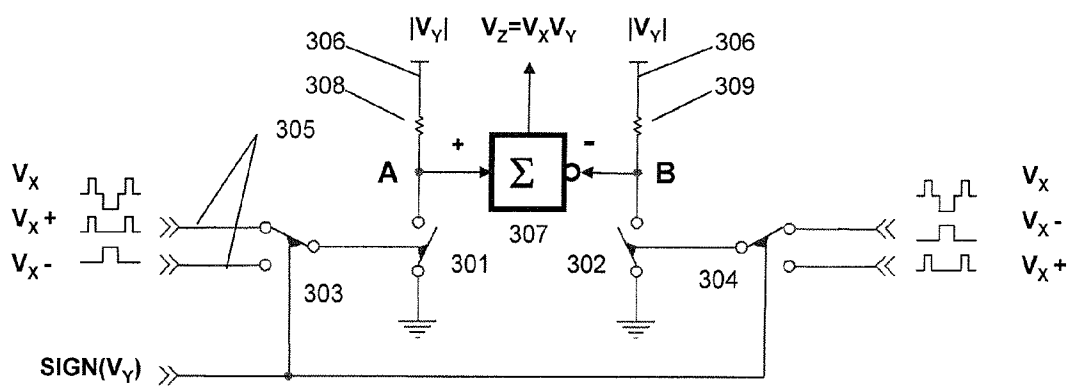 |V_Y| V_Z=V_XV_Y |V_Y|
306 306
308 309
305 + - 
A Σ B
V_X V_X
V_X+ 307 V_X-
301 302
V_X- 303 304 V_X+
SIGN(V_Y)